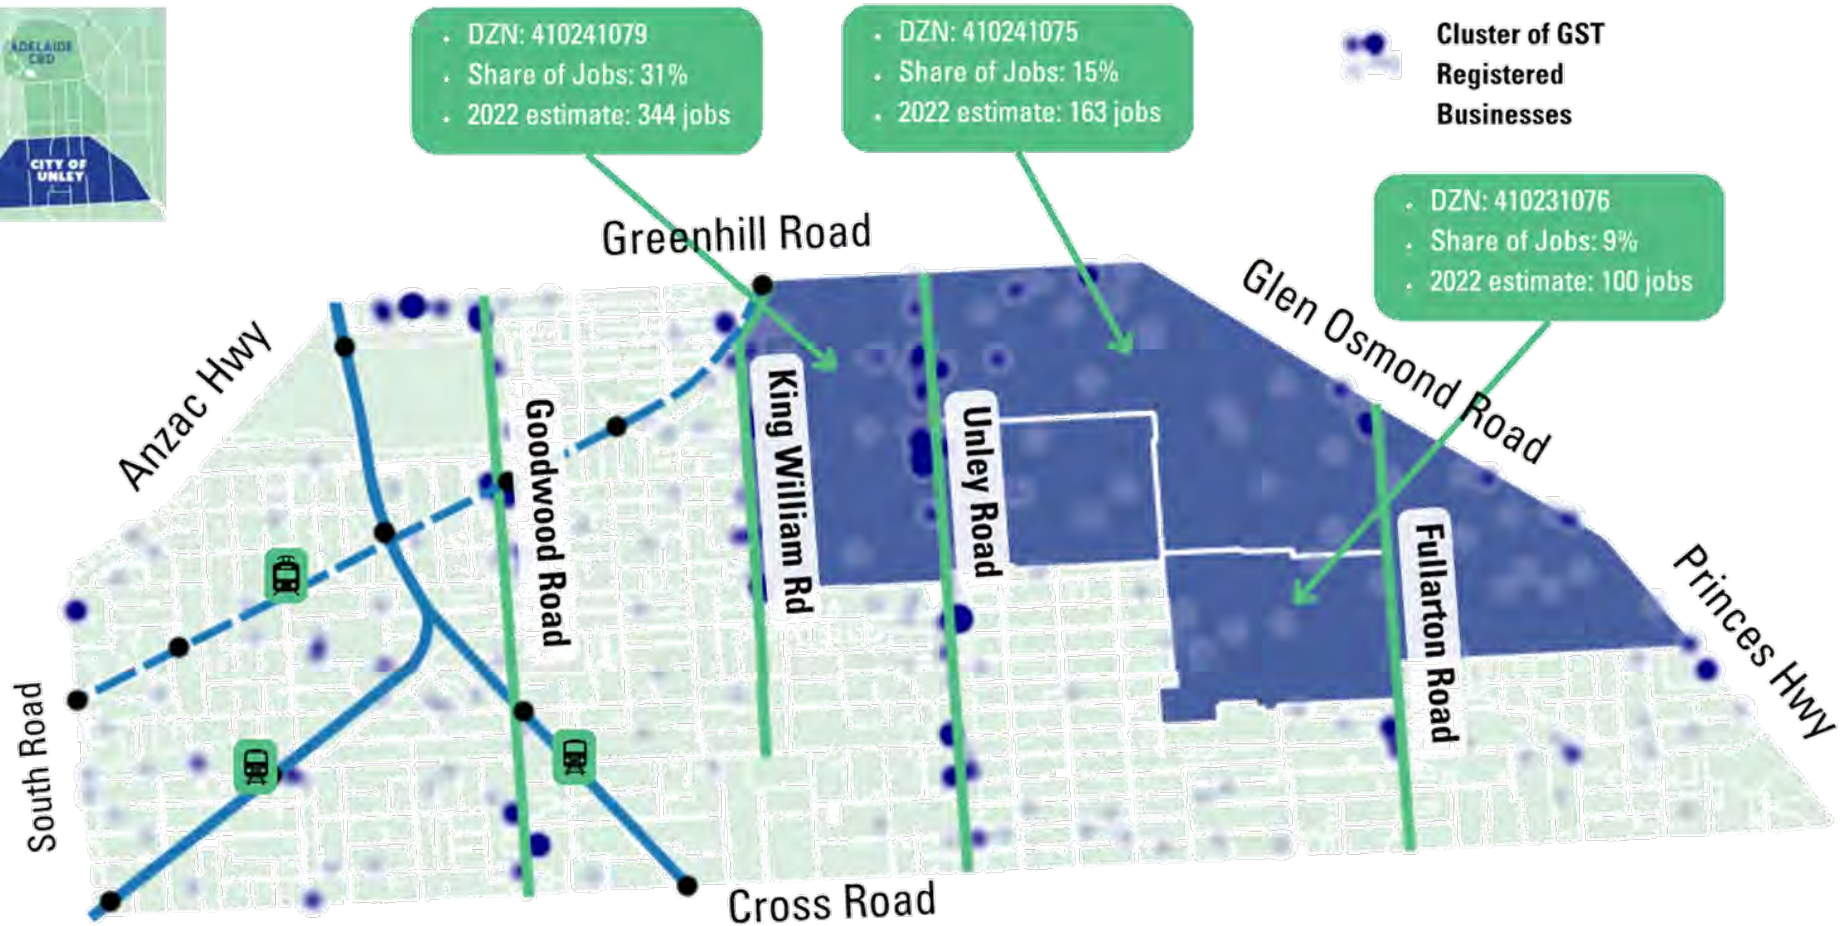 ADELAIDE
CBD
CITY OF
UNLEY
• DZN: 410241079
• Share of Jobs: 31%
• 2022 estimate: 344 jobs
• DZN: 410241075
• Share of Jobs: 15%
• 2022 estimate: 163 jobs
Cluster of GST
Registered
Businesses
• DZN: 410231076
• Share of Jobs: 9%
• 2022 estimate: 100 jobs
Greenhill Road
Glen Osmond Road
Anzac Hwy
Goodwood Road
King William Rd
Unley Road
Fullarton Road
Princes Hwy
South Road
Cross Road